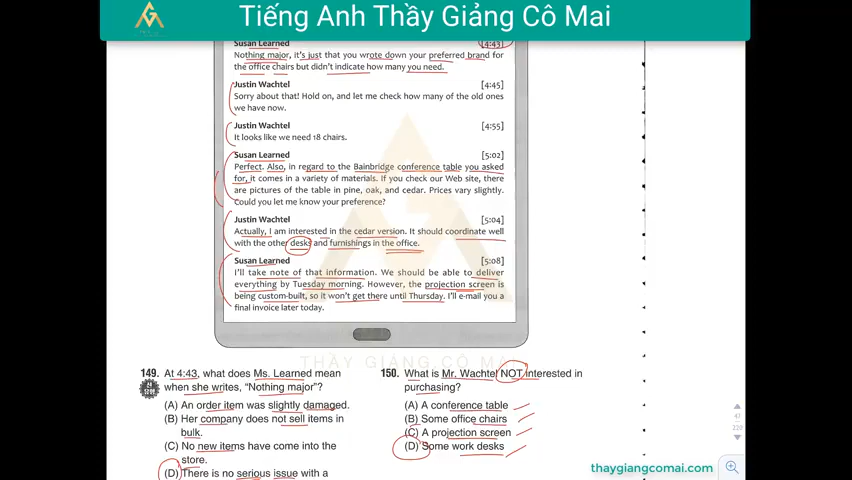 Tiếng Anh Thầy Giảng Cô Mai
Susan Learned [4:43]
Nothing major, it's just that you wrote down your preferred brand for
the office chairs but didn't indicate how many you need.
Justin Wachtel [4:45]
Sorry about that! Hold on, and let me check how many of the old ones
we have now.
Justin Wachtel [4:55]
It looks like we need 18 chairs.
Susan Learned [5:02]
Perfect. Also, in regard to the Bainbridge conference table you asked
for, it comes in a variety of materials. If you check our Web site, there
are pictures of the table in pine, oak, and cedar. Prices vary slightly.
Could you let me know your preference?
Justin Wachtel [5:04]
Actually, I am interested in the cedar version. It should coordinate well
with the other desks and furnishings in the office.
Susan Learned [5:08]
I'll take note of that information. We should be able to deliver
everything by Tuesday morning. However, the projection screen is
being custom-built, so it won't get there until Thursday. I'll e-mail you a
final invoice later today.
THẦY GIẢNG CÔ MAI
149. At 4:43, what does Ms. Learned mean
when she writes, "Nothing major"?
(A) An order item was slightly damaged.
(B) Her company does not sell items in
bulk.
(C) No new items have come into the
store.
(D) There is no serious issue with a
150. What is Mr. Wachtel NOT interested in
purchasing?
(A) A conference table
(B) Some office chairs
(C) A projection screen
(D) Some work desks
thaygiangcomai.com